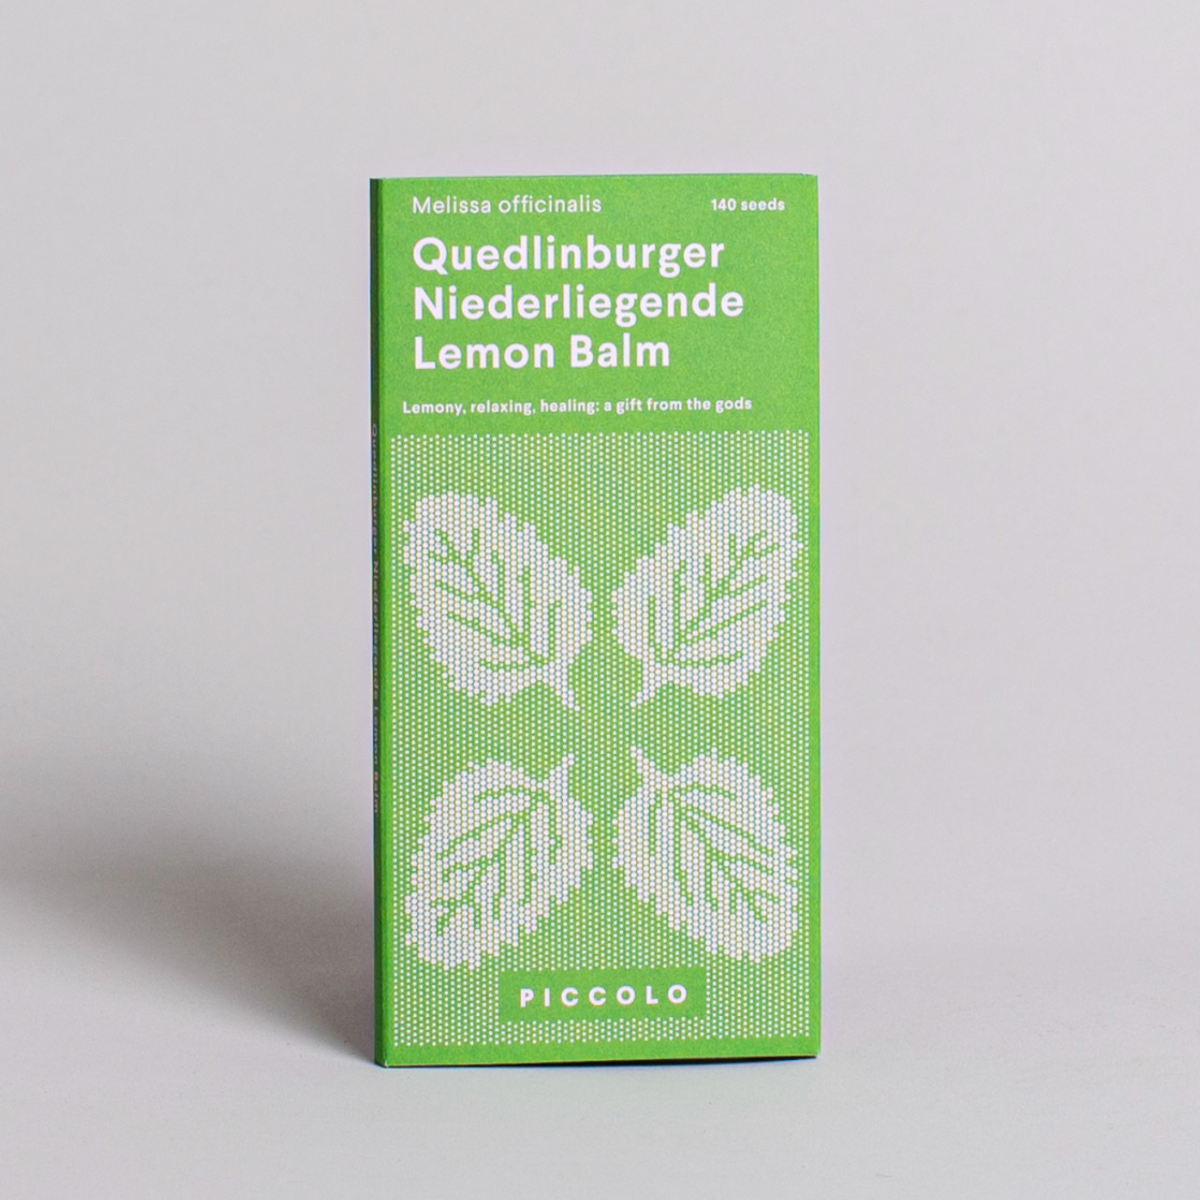 Melissa officinalis
140 seeds
Quedlinburger
Niederliegende
Lemon Balm
Lemony, relaxing, healing: a gift from the gods
PICCOLO
Quedlinburger Niederliegende Lemon Balm